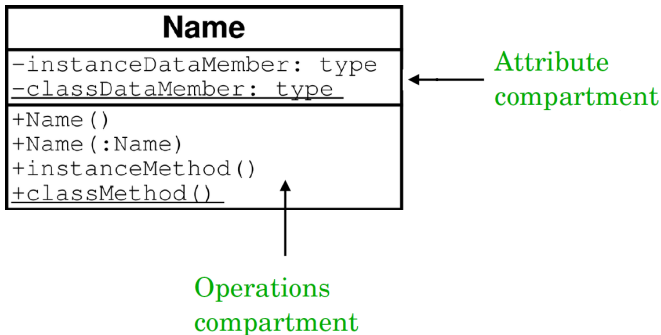 Name
-instanceDataMember: type
-classDataMember: type
Attribute
compartment
+Name()
+Name(:Name)
+instanceMethod()
+classMethod()
Operations
compartment